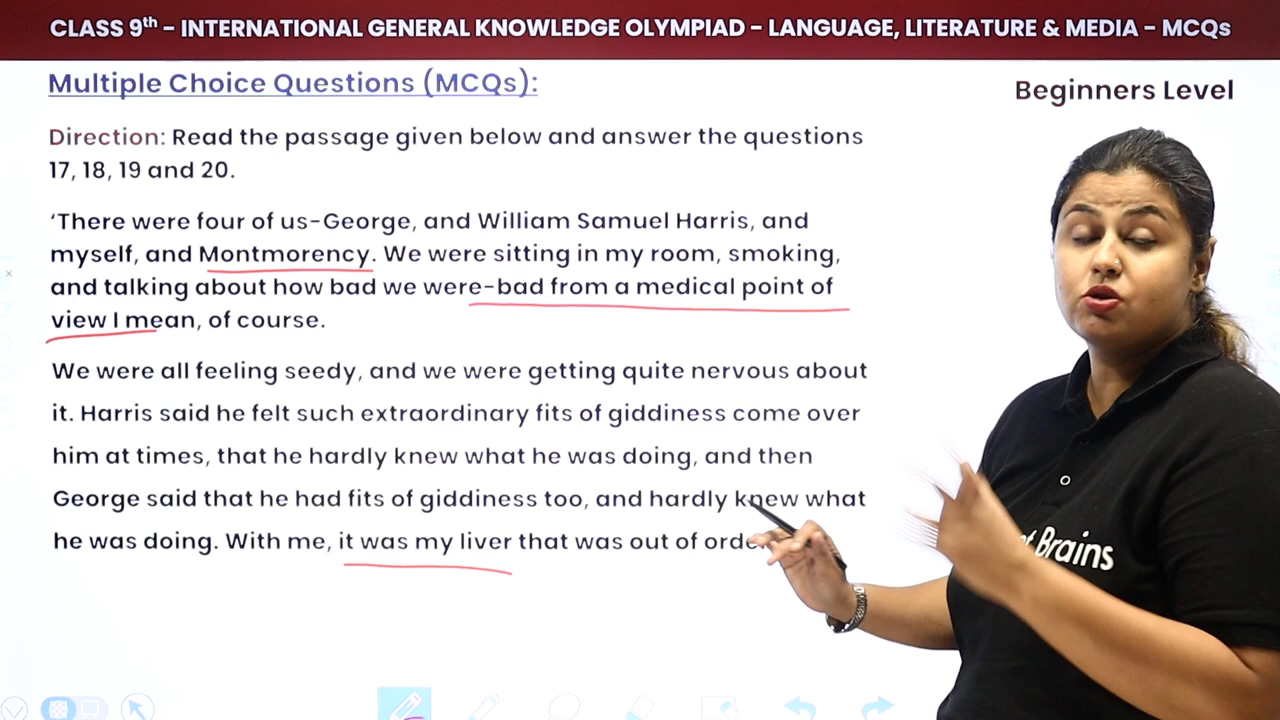 CLASS 9th - INTERNATIONAL GENERAL KNOWLEDGE OLYMPIAD - LANGUAGE, LITERATURE & MEDIA - MCQs
Multiple Choice Questions (MCQs):
Beginners Level
Direction: Read the passage given below and answer the questions
17, 18, 19 and 20.
‘There were four of us-George, and William Samuel Harris, and
myself, and Montmorency. We were sitting in my room, smoking,
and talking about how bad we were-bad from a medical point of
view I mean, of course.
We were all feeling seedy, and we were getting quite nervous about
it. Harris said he felt such extraordinary fits of giddiness come over
him at times, that he hardly knew what he was doing, and then
George said that he had fits of giddiness too, and hardly knew what
he was doing. With me, it was my liver that was out of
Brains